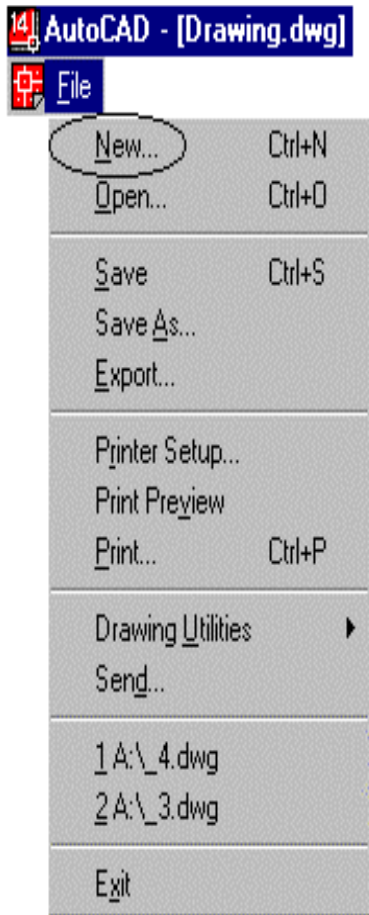 14 AutoCAD - [Drawing.dwg]
File
New... Ctrl+N
Open... Ctrl+O
Save Ctrl+S
Save As...
Export...
Printer Setup...
Print Preview
Print... Ctrl+P
Drawing Utilities
Send...
1 A:\_4.dwg
2 A:\_3.dwg
Exit